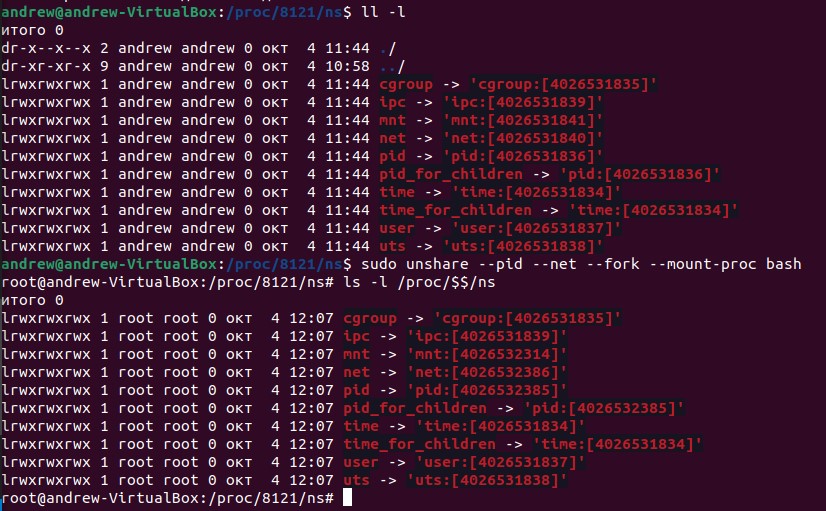 andrew@andrew-VirtualBox:/proc/8121/ns$ ll -l
итого 0
dr-x--x--x 2 andrew andrew 0 окт  4 11:44 ./
dr-xr-xr-x 9 andrew andrew 0 окт  4 10:58 ../
lrwxrwxrwx 1 andrew andrew 0 окт  4 11:44 cgroup -> 'cgroup:[4026531835]'
lrwxrwxrwx 1 andrew andrew 0 окт  4 11:44 ipc -> 'ipc:[4026531839]'
lrwxrwxrwx 1 andrew andrew 0 окт  4 11:44 mnt -> 'mnt:[4026531841]'
lrwxrwxrwx 1 andrew andrew 0 окт  4 11:44 net -> 'net:[4026531840]'
lrwxrwxrwx 1 andrew andrew 0 окт  4 11:44 pid -> 'pid:[4026531836]'
lrwxrwxrwx 1 andrew andrew 0 окт  4 11:44 pid_for_children -> 'pid:[4026531836]'
lrwxrwxrwx 1 andrew andrew 0 окт  4 11:44 time -> 'time:[4026531834]'
lrwxrwxrwx 1 andrew andrew 0 окт  4 11:44 time_for_children -> 'time:[4026531834]'
lrwxrwxrwx 1 andrew andrew 0 окт  4 11:44 user -> 'user:[4026531837]'
lrwxrwxrwx 1 andrew andrew 0 окт  4 11:44 uts -> 'uts:[4026531838]'
andrew@andrew-VirtualBox:/proc/8121/ns$ sudo unshare --pid --net --fork --mount-proc bash
root@andrew-VirtualBox:/proc/8121/ns# ls -l /proc/$$/ns
итого 0
lrwxrwxrwx 1 root root 0 окт  4 12:07 cgroup -> 'cgroup:[4026531835]'
lrwxrwxrwx 1 root root 0 окт  4 12:07 ipc -> 'ipc:[4026531839]'
lrwxrwxrwx 1 root root 0 окт  4 12:07 mnt -> 'mnt:[4026532314]'
lrwxrwxrwx 1 root root 0 окт  4 12:07 net -> 'net:[4026532386]'
lrwxrwxrwx 1 root root 0 окт  4 12:07 pid -> 'pid:[4026532385]'
lrwxrwxrwx 1 root root 0 окт  4 12:07 pid_for_children -> 'pid:[4026532385]'
lrwxrwxrwx 1 root root 0 окт  4 12:07 time -> 'time:[4026531834]'
lrwxrwxrwx 1 root root 0 окт  4 12:07 time_for_children -> 'time:[4026531834]'
lrwxrwxrwx 1 root root 0 окт  4 12:07 user -> 'user:[4026531837]'
lrwxrwxrwx 1 root root 0 окт  4 12:07 uts -> 'uts:[4026531838]'
root@andrew-VirtualBox:/proc/8121/ns#